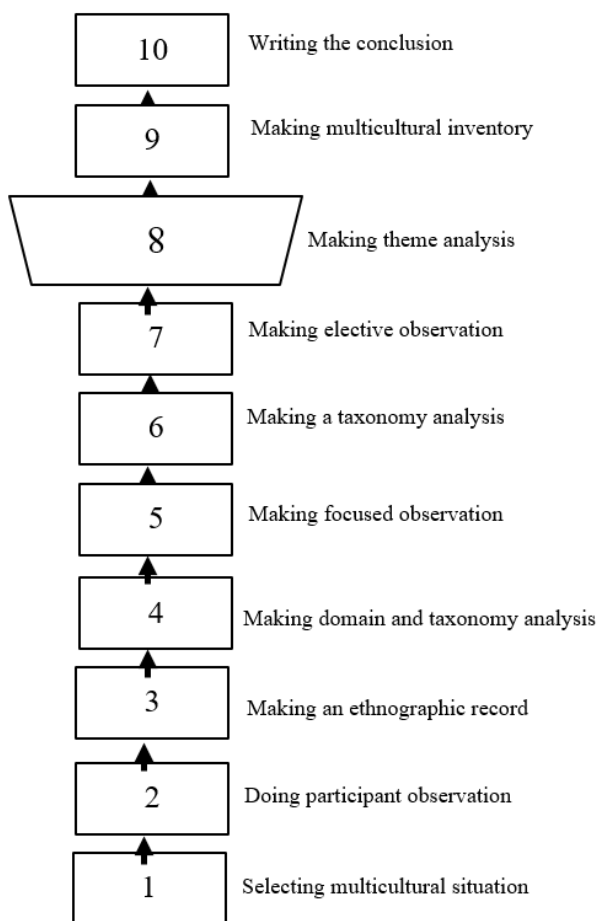 10 Writing the conclusion
9 Making multicultural inventory
8 Making theme analysis
7 Making elective observation
6 Making a taxonomy analysis
5 Making focused observation
4 Making domain and taxonomy analysis
3 Making an ethnographic record
2 Doing participant observation
1 Selecting multicultural situation